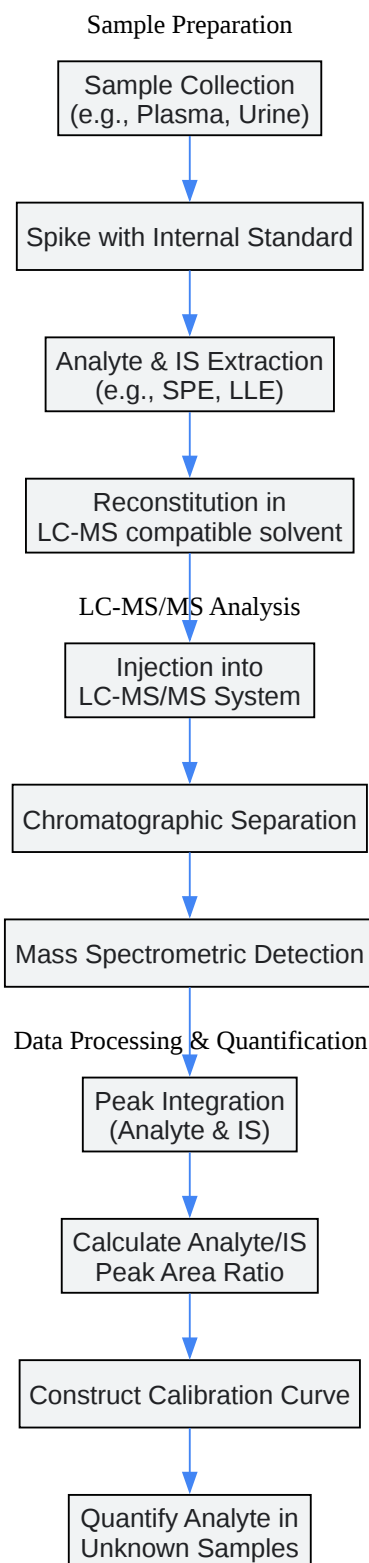 Sample Preparation
Sample Collection
(e.g., Plasma, Urine)
Spike with Internal Standard
Analyte & IS Extraction
(e.g., SPE, LLE)
Reconstitution in
LC-MS compatible solvent
LC-MS/MS Analysis
Injection into
LC-MS/MS System
Chromatographic Separation
Mass Spectrometric Detection
Data Processing & Quantification
Peak Integration
(Analyte & IS)
Calculate Analyte/IS
Peak Area Ratio
Construct Calibration Curve
Quantify Analyte in
Unknown Samples